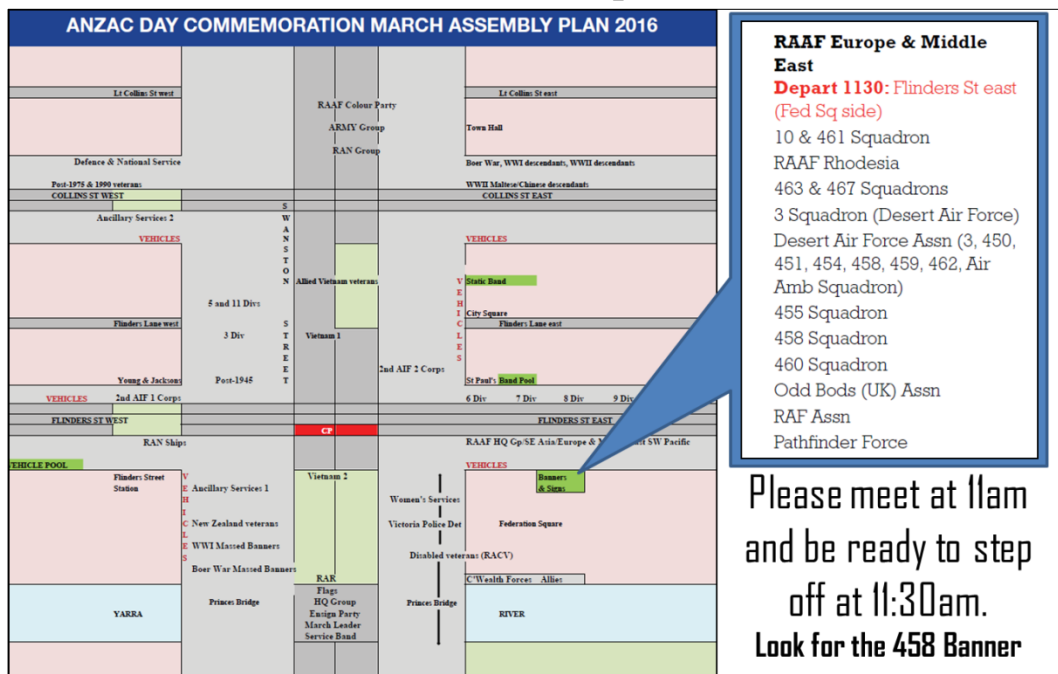 ANZAC DAY COMMEMORATION MARCH ASSEMBLY PLAN 2016
Lt Collins St west
Lt Collins St east
RAAF Colour Party
ARMY Group
Town Hall
RAN Group
Defence & National Service
Boer War, WWI descendants, WWII descendants
Post-1975 & 1990 veterans
WWII Maltese/Chinese descendants
COLLINS ST WEST
COLLINS ST EAST
SWANSTON STREET
Ancillary Services 2
VEHICLES
VEHICLES
Allied Vietnam veterans
VEHICLES
Static Band
5 and 11 Divs
City Square
Flinders Lane west
Flinders Lane east
3 Div
Vietnam 1
2nd AIF 2 Corps
Young & Jacksons
Post-1945
St Paul's
Band Pool
VEHICLES
2nd AIF 1 Corps
6 Div
7 Div
8 Div
9 Div
FLINDERS ST WEST
FLINDERS ST EAST
CP
RAN Ships
RAAF HQ Gp/SE Asia/Europe &
SW Pacific
VEHICLE POOL
VEHICLES
Flinders Street
Station
VEHICLES
Vietnam 2
Banners
& Signs
Ancillary Services 1
Women's Services
New Zealand veterans
Victoria Police Det
Federation Square
WWI Massed Banners
Disabled veterans (RACV)
Boer War Massed Banners
RAR
C'Wealth Forces
Allies
Flags
Princes Bridge
HQ Group
Princes Bridge
YARRA
Ensign Party
RIVER
March Leader
Service Band
RAAF Europe & Middle
East
Depart 1130: Flinders St east
(Fed Sq side)
10 & 461 Squadron
RAAF Rhodesia
463 & 467 Squadrons
3 Squadron (Desert Air Force)
Desert Air Force Assn (3, 450,
451, 454, 458, 459, 462, Air
Amb Squadron)
455 Squadron
458 Squadron
460 Squadron
Odd Bods (UK) Assn
RAF Assn
Pathfinder Force
Please meet at 11am
and be ready to step
off at 11:30am.
Look for the 458 Banner